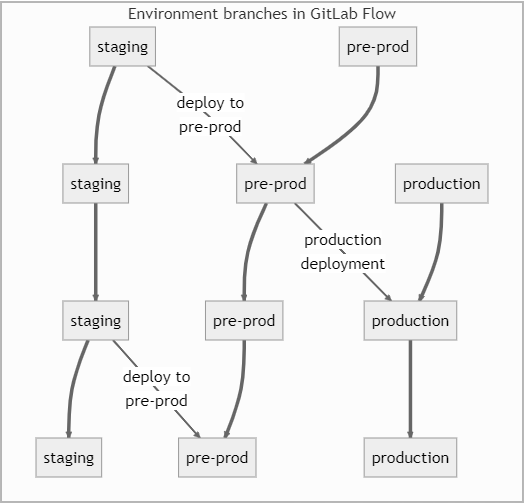 Environment branches in GitLab Flow
staging
pre-prod
deploy to
pre-prod
staging
pre-prod
production
production
deployment
staging
pre-prod
production
deploy to
pre-prod
staging
pre-prod
production